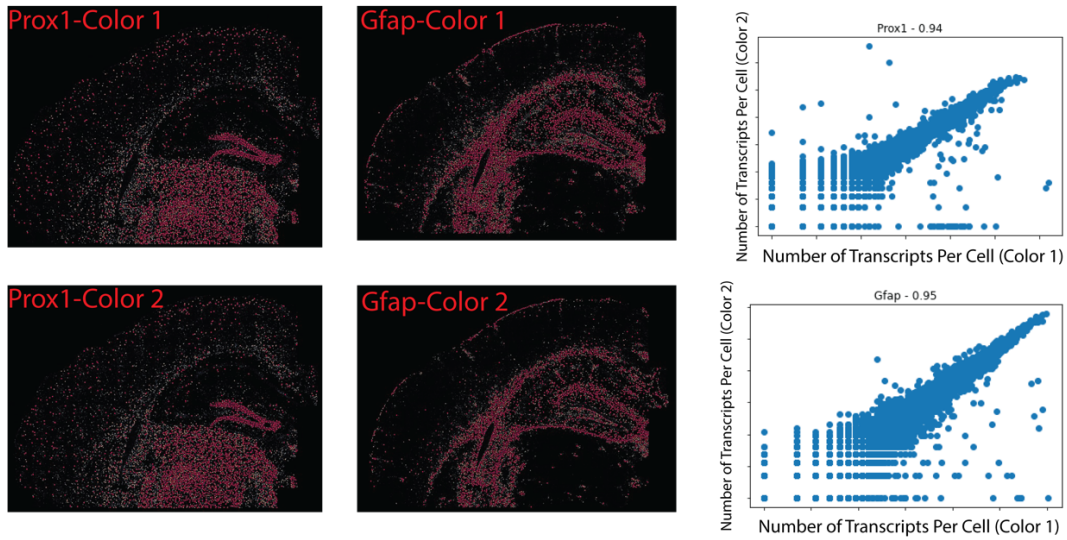 Prox1-Color 1
Gfap-Color 1
Prox1 - 0.94
Number of Transcripts Per Cell (Color 2)
Number of Transcripts Per Cell (Color 1)
Prox1-Color 2
Gfap-Color 2
Gfap - 0.95
Number of Transcripts Per Cell (Color 2)
Number of Transcripts Per Cell (Color 1)